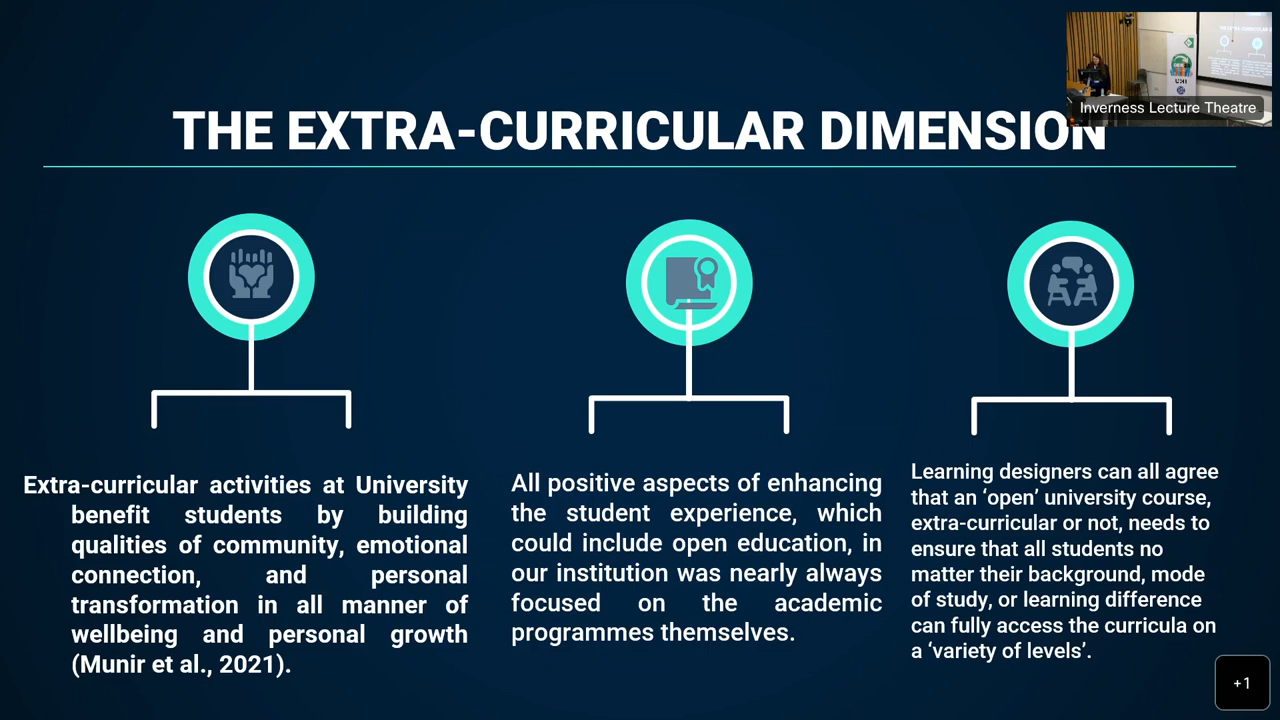 Inverness Lecture Theatre
THE EXTRA-CURRICULAR DIMENSION
Extra-curricular activities at University
benefit students by building
qualities of community, emotional
connection, and personal
transformation in all manner of
wellbeing and personal growth
(Munir et al., 2021).
All positive aspects of enhancing
the student experience, which
could include open education, in
our institution was nearly always
focused on the academic
programmes themselves.
Learning designers can all agree
that an ‘open’ university course,
extra-curricular or not, needs to
ensure that all students no
matter their background, mode
of study, or learning difference
can fully access the curricula on
a ‘variety of levels’.
+1